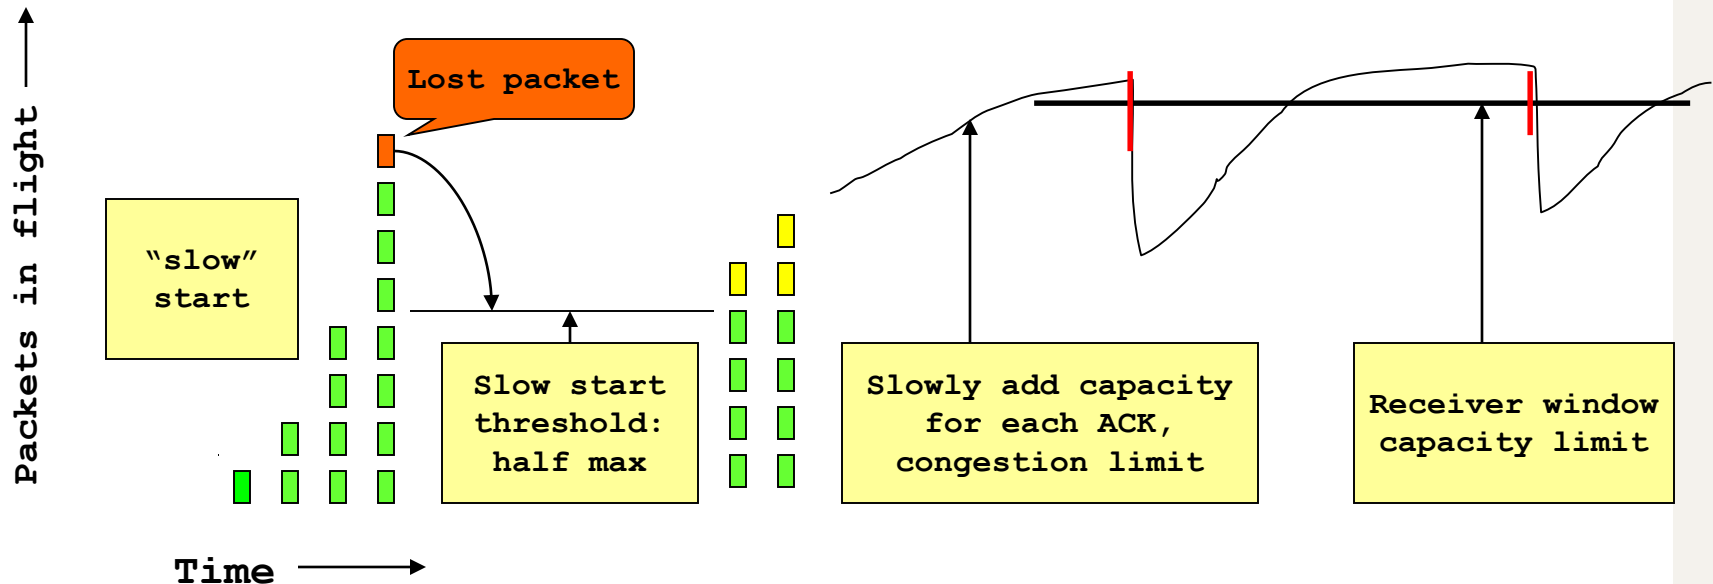 Packets in flight
Lost packet
“slow”
start
Slow start
threshold:
half max
Slowly add capacity
for each ACK,
congestion limit
Receiver window
capacity limit
Time